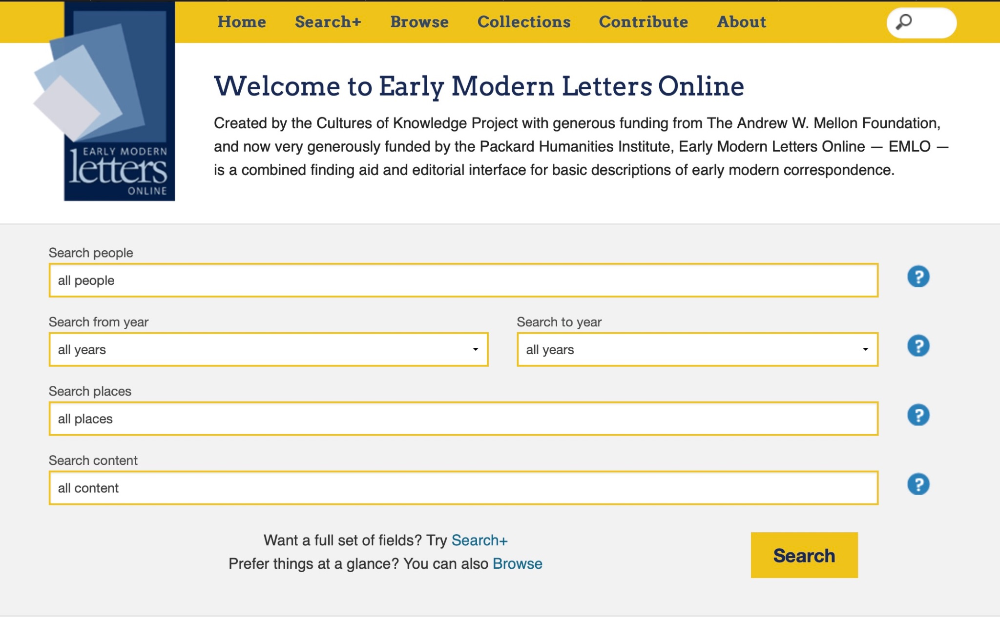 Home Search+ Browse Collections Contribute About
EARLY MODERN
letters
ONLINE
Welcome to Early Modern Letters Online
Created by the Cultures of Knowledge Project with generous funding from The Andrew W. Mellon Foundation,
and now very generously funded by the Packard Humanities Institute, Early Modern Letters Online — EMLO —
is a combined finding aid and editorial interface for basic descriptions of early modern correspondence.
Search people
all people
?
Search from year Search to year
all years all years
?
Search places
all places
?
Search content
all content
?
Want a full set of fields? Try Search+
Prefer things at a glance? You can also Browse
Search